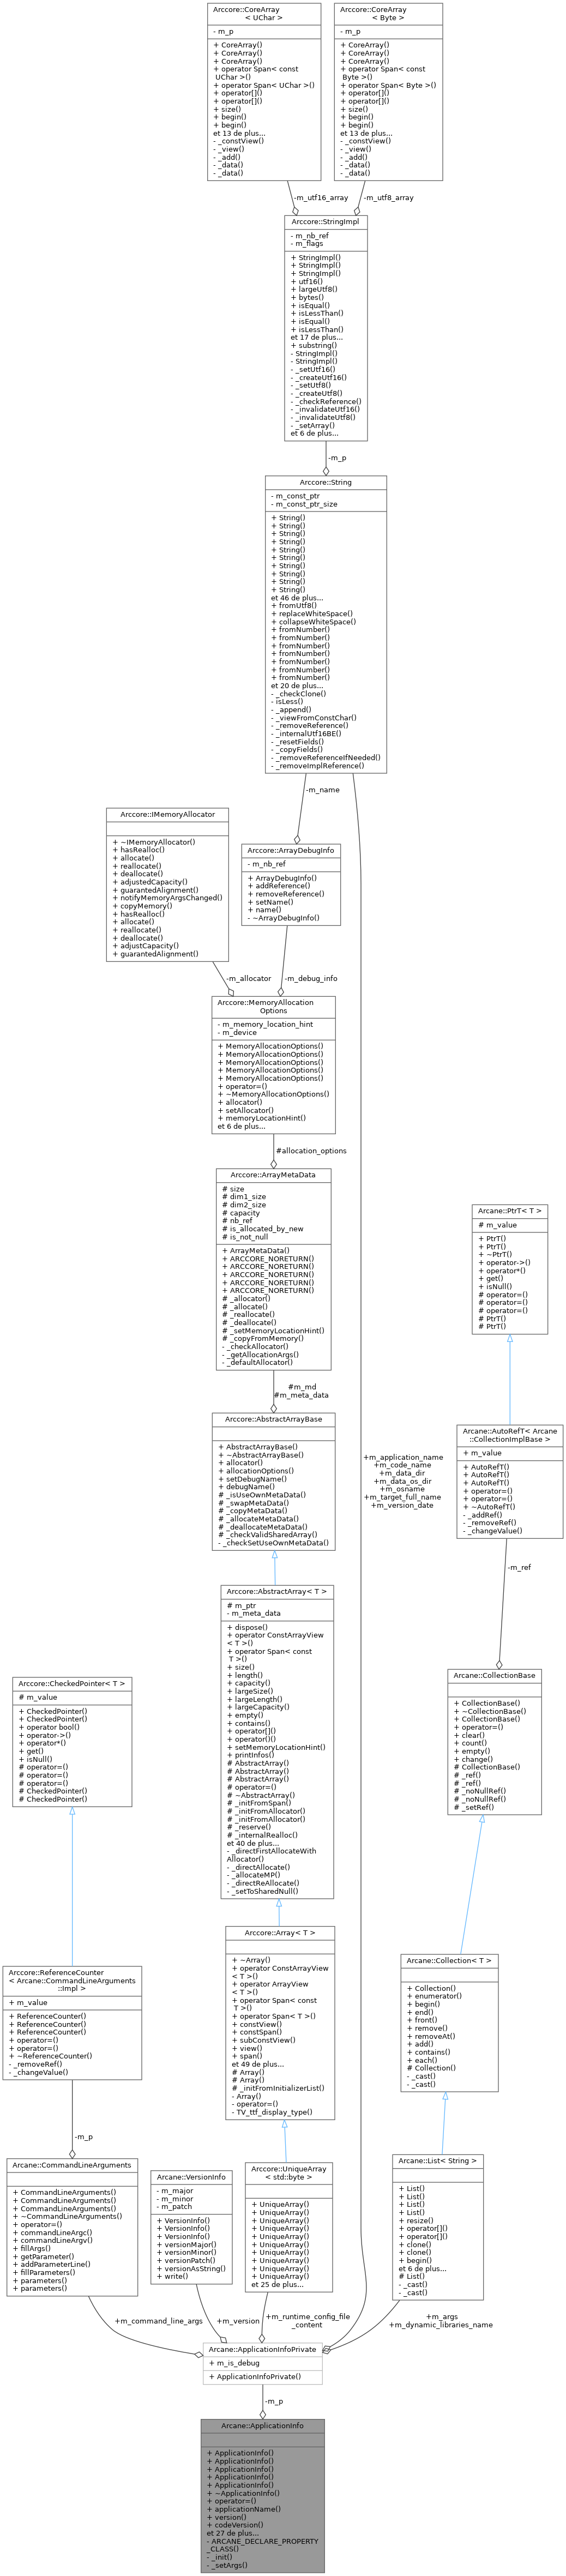 Arccore::CoreArray
< UChar >
- m_p
+ CoreArray()
+ CoreArray()
+ CoreArray()
+ operator Span< const
UChar >()
+ operator Span< UChar >()
+ operator[]()
+ operator[]()
+ size()
+ begin()
+ begin()
et 13 de plus...
- _constView()
- _view()
- _add()
- _data()
- _data()
Arccore::CoreArray
< Byte >
- m_p
+ CoreArray()
+ CoreArray()
+ CoreArray()
+ operator Span< const
Byte >()
+ operator Span< Byte >()
+ operator[]()
+ operator[]()
+ size()
+ begin()
+ begin()
et 13 de plus...
- _constView()
- _view()
- _add()
- _data()
- _data()
-m_utf16_array
-m_utf8_array
Arccore::StringImpl
- m_nb_ref
- m_flags
+ StringImpl()
+ StringImpl()
+ StringImpl()
+ utf16()
+ largeUtf8()
+ bytes()
+ isEqual()
+ isLessThan()
+ isEqual()
+ isLessThan()
et 17 de plus...
+ substring()
- StringImpl()
- StringImpl()
- _setUtf16()
- _createUtf16()
- _setUtf8()
- _createUtf8()
- _checkReference()
- _invalidateUtf16()
- _invalidateUtf8()
- _setArray()
et 6 de plus...
-m_p
Arccore::String
- m_const_ptr
- m_const_ptr_size
+ String()
+ String()
+ String()
+ String()
+ String()
+ String()
+ String()
+ String()
+ String()
+ String()
et 46 de plus...
+ fromUtf8()
+ replaceWhiteSpace()
+ collapseWhiteSpace()
+ fromNumber()
+ fromNumber()
+ fromNumber()
+ fromNumber()
+ fromNumber()
+ fromNumber()
+ fromNumber()
et 20 de plus...
- _checkClone()
- isLess()
- _append()
- _viewFromConstChar()
- _removeReference()
- _internalUtf16BE()
- _resetFields()
- _copyFields()
- _removeReferenceIfNeeded()
- _removeImplReference()
-m_name
Arccore::IMemoryAllocator
+ ~IMemoryAllocator()
+ hasRealloc()
+ allocate()
+ reallocate()
+ deallocate()
+ adjustedCapacity()
+ guarantedAlignment()
+ notifyMemoryArgsChanged()
+ copyMemory()
+ hasRealloc()
+ allocate()
+ reallocate()
+ deallocate()
+ adjustCapacity()
+ guarantedAlignment()
Arccore::ArrayDebugInfo
- m_nb_ref
+ ArrayDebugInfo()
+ addReference()
+ removeReference()
+ setName()
+ name()
- ~ArrayDebugInfo()
-m_allocator
-m_debug_info
Arccore::MemoryAllocation
Options
- m_memory_location_hint
- m_device
+ MemoryAllocationOptions()
+ MemoryAllocationOptions()
+ MemoryAllocationOptions()
+ MemoryAllocationOptions()
+ MemoryAllocationOptions()
+ operator=()
+ ~MemoryAllocationOptions()
+ allocator()
+ setAllocator()
+ memoryLocationHint()
et 6 de plus...
#allocation_options
Arccore::ArrayMetaData
# size
# dim1_size
# dim2_size
# capacity
# nb_ref
# is_allocated_by_new
# is_not_null
+ ArrayMetaData()
+ ARCCORE_NORETURN()
+ ARCCORE_NORETURN()
+ ARCCORE_NORETURN()
+ ARCCORE_NORETURN()
+ ARCCORE_NORETURN()
# _allocator()
# _allocate()
# _reallocate()
# _deallocate()
# _setMemoryLocationHint()
# _copyFromMemory()
- _checkAllocator()
- _getAllocationArgs()
- _defaultAllocator()
#m_md
#m_meta_data
Arccore::AbstractArrayBase
+ AbstractArrayBase()
+ ~AbstractArrayBase()
+ allocator()
+ allocationOptions()
+ setDebugName()
+ debugName()
# _isUseOwnMetaData()
# _swapMetaData()
# _copyMetaData()
# _allocateMetaData()
# _deallocateMetaData()
# _checkValidSharedArray()
- _checkSetUseOwnMetaData()
+m_application_name
+m_code_name
+m_data_dir
+m_data_os_dir
+m_osname
+m_target_full_name
+m_version_date
Arcane::PtrT< T >
# m_value
+ PtrT()
+ PtrT()
+ ~PtrT()
+ operator->()
+ operator*()
+ get()
+ isNull()
# operator=()
# operator=()
# operator=()
# PtrT()
# PtrT()
Arcane::AutoRefT< Arcane
::CollectionImplBase >
+ m_value
+ AutoRefT()
+ AutoRefT()
+ AutoRefT()
+ operator=()
+ operator=()
+ ~AutoRefT()
- _addRef()
- _removeRef()
- _changeValue()
-m_ref
Arccore::AbstractArray< T >
# m_ptr
- m_meta_data
+ dispose()
+ operator ConstArrayView
< T >()
+ operator Span< const
T >()
+ size()
+ length()
+ capacity()
+ largeSize()
+ largeLength()
+ largeCapacity()
+ empty()
+ contains()
+ operator[]()
+ operator()()
+ setMemoryLocationHint()
+ printInfos()
# AbstractArray()
# AbstractArray()
# AbstractArray()
# operator=()
# ~AbstractArray()
# _initFromSpan()
# _initFromAllocator()
# _initFromAllocator()
# _reserve()
# _internalRealloc()
et 40 de plus...
- _directFirstAllocateWith
Allocator()
- _directAllocate()
- _allocateMP()
- _directReAllocate()
- _setToSharedNull()
Arccore::CheckedPointer< T >
# m_value
+ CheckedPointer()
+ CheckedPointer()
+ operator bool()
+ operator->()
+ operator*()
+ get()
+ isNull()
# operator=()
# operator=()
# operator=()
# CheckedPointer()
# CheckedPointer()
Arcane::CollectionBase
+ CollectionBase()
+ ~CollectionBase()
+ CollectionBase()
+ operator=()
+ clear()
+ count()
+ empty()
+ change()
# CollectionBase()
# _ref()
# _ref()
# _noNullRef()
# _noNullRef()
# _setRef()
Arccore::Array< T >
+ ~Array()
+ operator ConstArrayView
< T >()
+ operator ArrayView
< T >()
+ operator Span< const
T >()
+ operator Span< T >()
+ constView()
+ constSpan()
+ subConstView()
+ view()
+ span()
et 49 de plus...
# Array()
# Array()
# _initFromInitializerList()
- Array()
- operator=()
- TV_ttf_display_type()
Arcane::Collection< T >
+ Collection()
+ enumerator()
+ begin()
+ end()
+ front()
+ remove()
+ removeAt()
+ add()
+ contains()
+ each()
# Collection()
- _cast()
- _cast()
Arccore::ReferenceCounter
< Arcane::CommandLineArguments
::Impl >
+ m_value
+ ReferenceCounter()
+ ReferenceCounter()
+ ReferenceCounter()
+ operator=()
+ operator=()
+ ~ReferenceCounter()
- _removeRef()
- _changeValue()
-m_p
Arcane::CommandLineArguments
+ CommandLineArguments()
+ CommandLineArguments()
+ CommandLineArguments()
+ ~CommandLineArguments()
+ operator=()
+ commandLineArgc()
+ commandLineArgv()
+ fillArgs()
+ getParameter()
+ addParameterLine()
+ fillParameters()
+ parameters()
+ parameters()
Arcane::VersionInfo
- m_major
- m_minor
- m_patch
+ VersionInfo()
+ VersionInfo()
+ VersionInfo()
+ versionMajor()
+ versionMinor()
+ versionPatch()
+ versionAsString()
+ write()
Arccore::UniqueArray
< std::byte >
+ UniqueArray()
+ UniqueArray()
+ UniqueArray()
+ UniqueArray()
+ UniqueArray()
+ UniqueArray()
+ UniqueArray()
+ UniqueArray()
+ UniqueArray()
+ UniqueArray()
et 25 de plus...
Arcane::List< String >
+ List()
+ List()
+ List()
+ List()
+ resize()
+ operator[]()
+ operator[]()
+ clone()
+ clone()
+ begin()
et 6 de plus...
# List()
- _cast()
- _cast()
+m_command_line_args
+m_version
+m_runtime_config_file
_content
+m_args
+m_dynamic_libraries_name
Arcane::ApplicationInfoPrivate
+ m_is_debug
+ ApplicationInfoPrivate()
-m_p
Arcane::ApplicationInfo
+ ApplicationInfo()
+ ApplicationInfo()
+ ApplicationInfo()
+ ApplicationInfo()
+ ApplicationInfo()
+ ~ApplicationInfo()
+ operator=()
+ applicationName()
+ version()
+ codeVersion()
et 27 de plus...
- ARCANE_DECLARE_PROPERTY
_CLASS()
- _init()
- _setArgs()